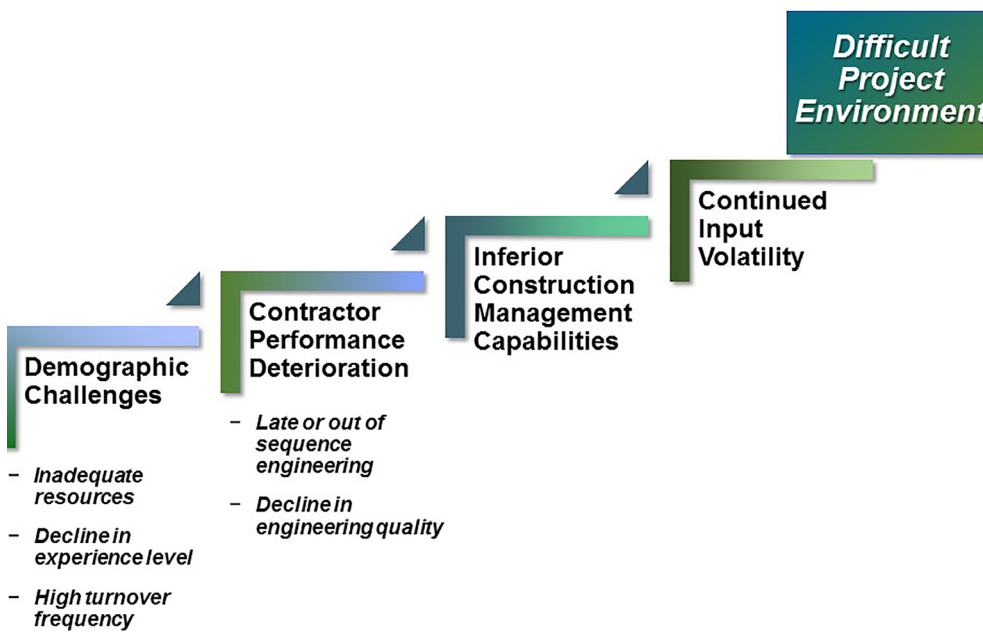 Difficult
Project
Environment
Continued
Input
Volatility
Inferior
Construction
Management
Capabilities
Contractor
Performance
Deterioration
– Late or out of
sequence
engineering
– Decline in
engineering quality
Demographic
Challenges
– Inadequate
resources
– Decline in
experience level
– High turnover
frequency